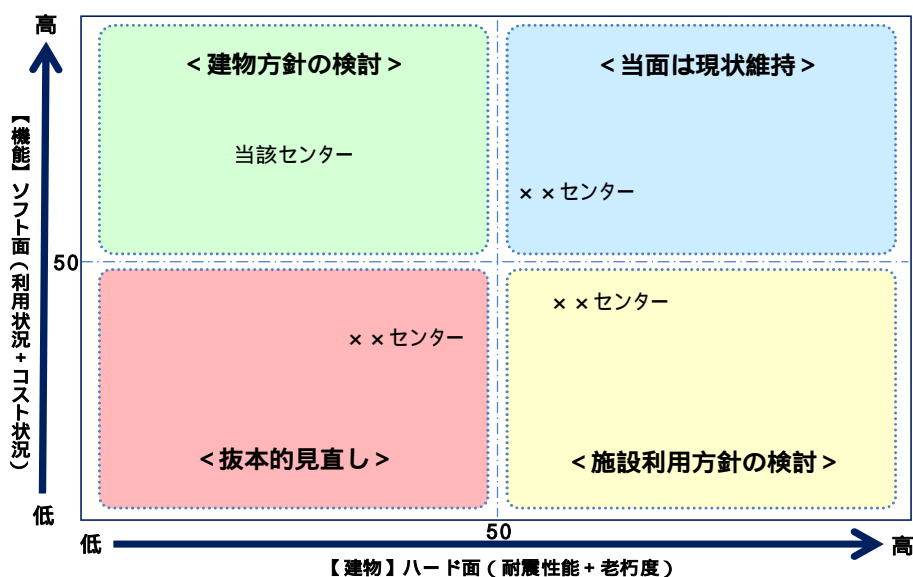 高
【機能】ソフト面（利用状況＋コスト状況）
低
＜建物方針の検討＞
当該センター
＜当面は現状維持＞
××センター
50
××センター
＜抜本的見直し＞
××センター
＜施設利用方針の検討＞
50
低
高
【建物】ハード面（耐震性能＋老朽度）